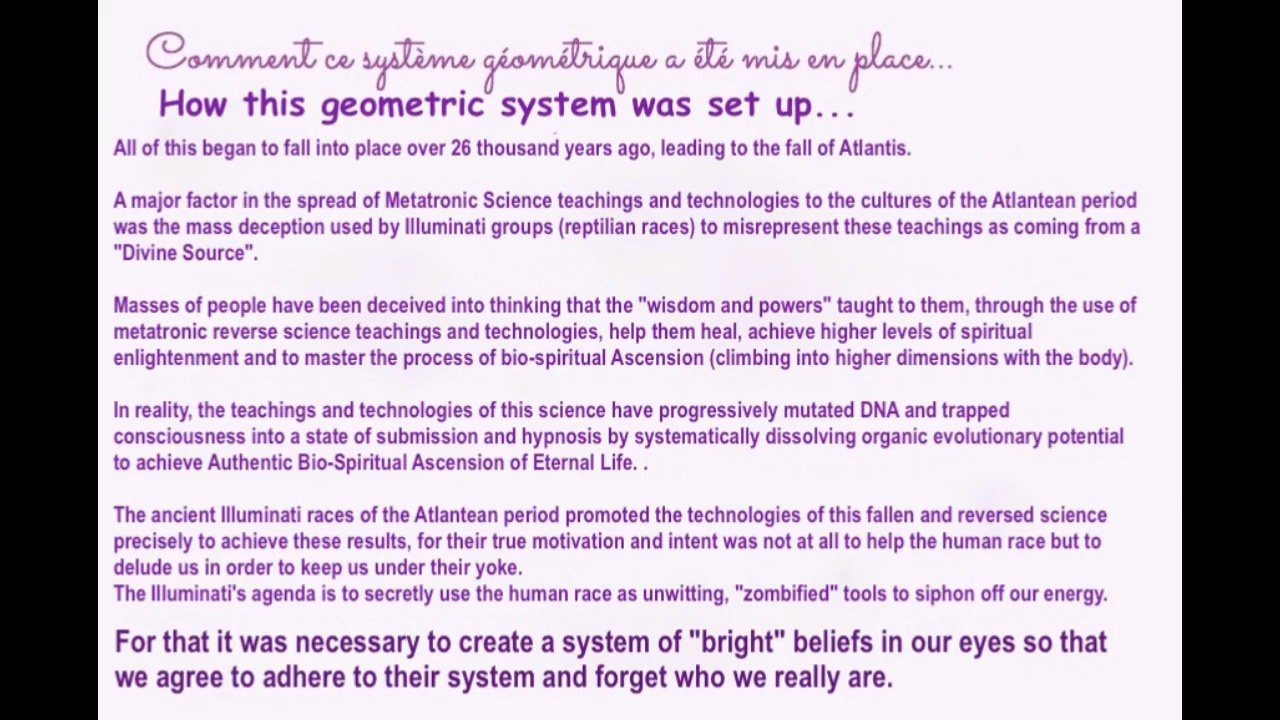 Comment ce système géométrique a été mis en place...
How this geometric system was set up...
All of this began to fall into place over 26 thousand years ago, leading to the fall of Atlantis.
A major factor in the spread of Metatronic Science teachings and technologies to the cultures of the Atlantean period
was the mass deception used by Illuminati groups (reptilian races) to misrepresent these teachings as coming from a
"Divine Source".
Masses of people have been deceived into thinking that the "wisdom and powers" taught to them, through the use of
metatronic reverse science teachings and technologies, help them heal, achieve higher levels of spiritual
enlightenment and to master the process of bio-spiritual Ascension (climbing into higher dimensions with the body).
In reality, the teachings and technologies of this science have progressively mutated DNA and trapped
consciousness into a state of submission and hypnosis by systematically dissolving organic evolutionary potential
to achieve Authentic Bio-Spiritual Ascension of Eternal Life. .
The ancient Illuminati races of the Atlantean period promoted the technologies of this fallen and reversed science
precisely to achieve these results, for their true motivation and intent was not at all to help the human race but to
delude us in order to keep us under their yoke.
The Illuminati's agenda is to secretly use the human race as unwitting, "zombified" tools to siphon off our energy.
For that it was necessary to create a system of "bright" beliefs in our eyes so that
we agree to adhere to their system and forget who we really are.